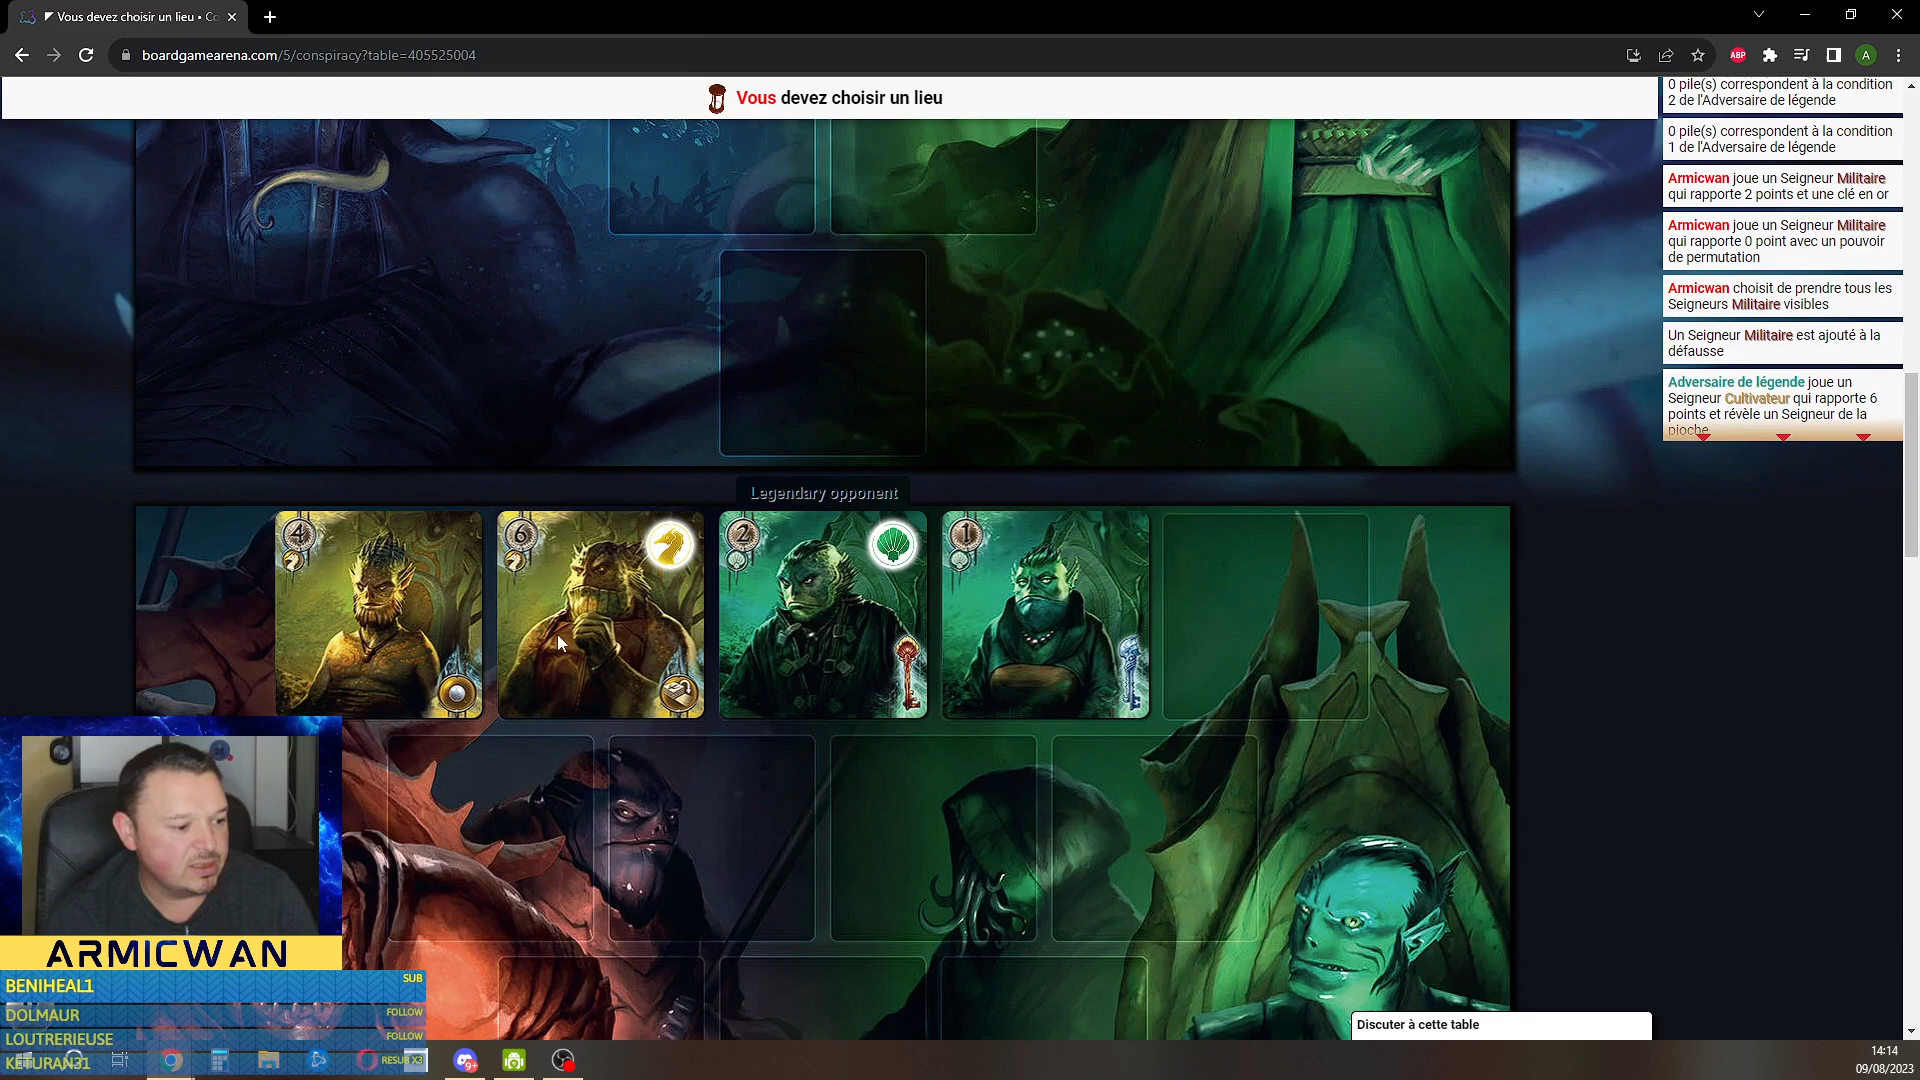 Vous devez choisir un lieu • Co
boardgamearena.com/5/conspiracy?table=405525004
ABP
A
Vous devez choisir un lieu
0 pile(s) correspondent à la condition
2 de l'Adversaire de légende
0 pile(s) correspondent à la condition
1 de l'Adversaire de légende
Armicwan joue un Seigneur Militaire
qui rapporte 2 points et une clé en or
Armicwan joue un Seigneur Militaire
qui rapporte 0 point avec un pouvoir
de permutation
Armicwan choisit de prendre tous les
Seigneurs Militaire visibles
Un Seigneur Militaire est ajouté à la
défausse
Adversaire de légende joue un
Seigneur Cultivateur qui rapporte 6
points et révèle un Seigneur de la
pioche
Legendary opponent
4
6
2
1
ARMICWAN
BENIHEAL1 SUB
DOLMAUR FOLLOW
LOUTRERIEUSE FOLLOW
KETURAN31 RESUB X3
9+
Discuter à cette table
14:14
09/08/2023